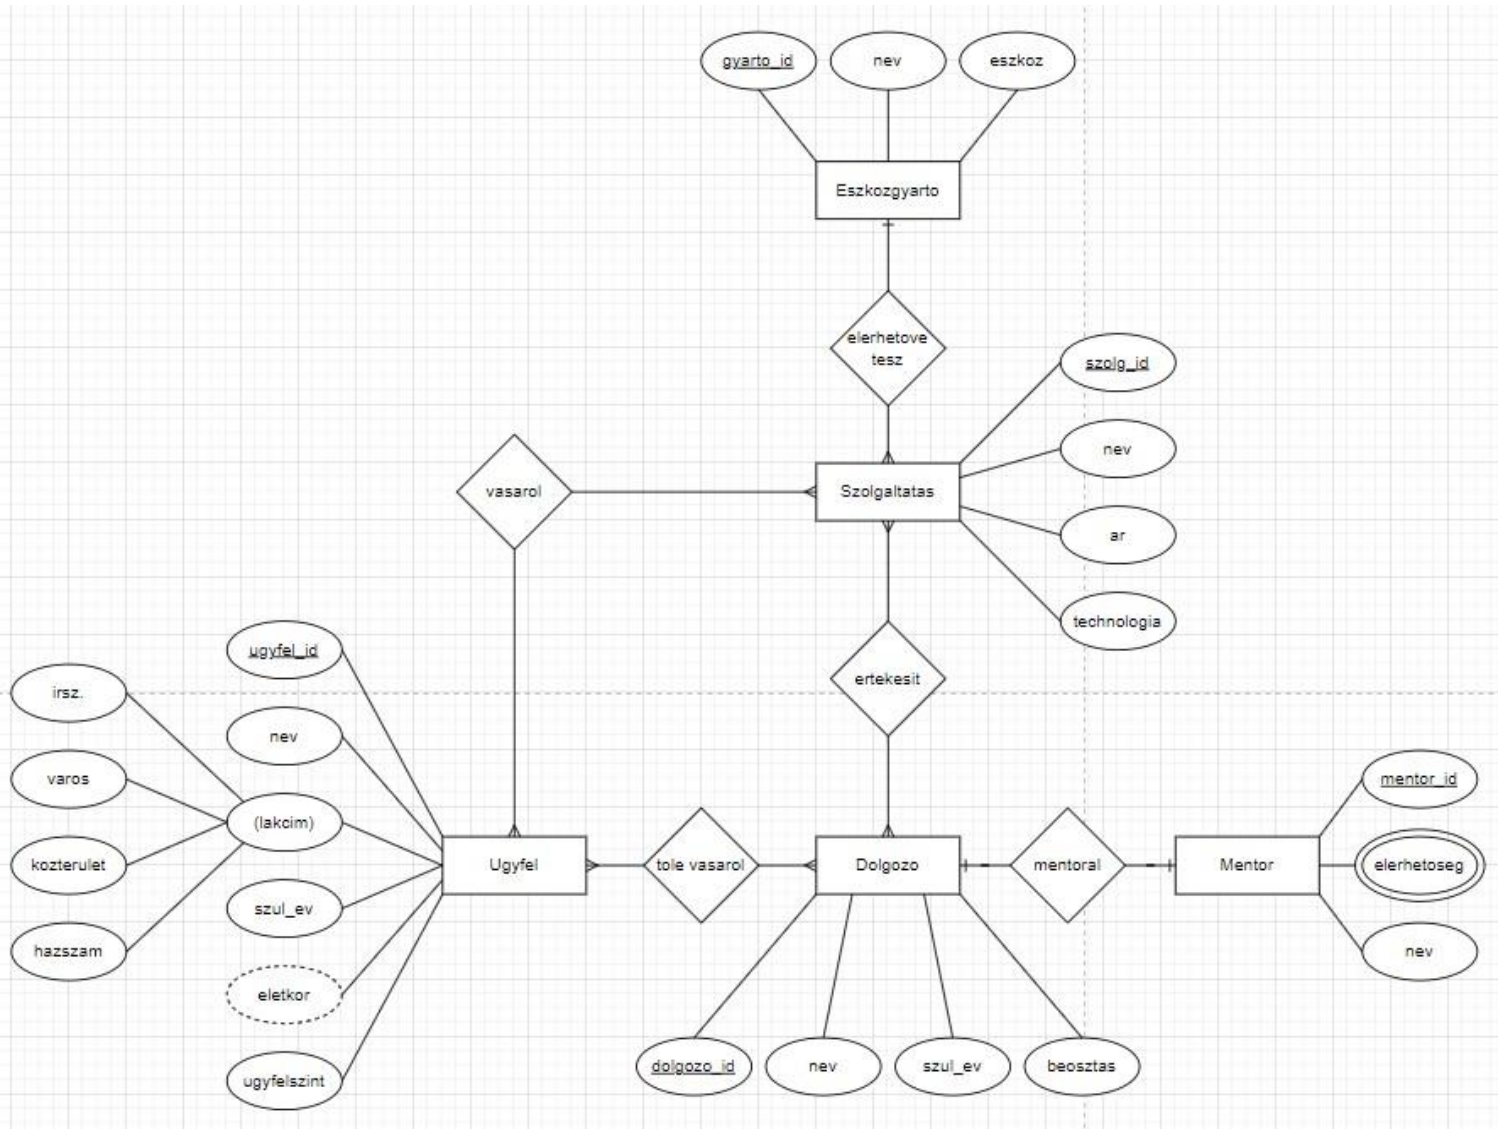 gyarto_id
nev
eszkoz
Eszkozgyarto
elerhetove
tesz
szolg_id
nev
vasarol
Szolgaltatas
ar
technologia
ugyfel_id
ertekesit
irsz.
nev
varos
mentor_id
(lakcim)
kozterulet
Ugyfel
tole vasarol
Dolgozo
mentoral
Mentor
elerhetoseg
szul_ev
hazszam
nev
eletkor
ugyfelszint
dolgozo_id
nev
szul_ev
beosztas